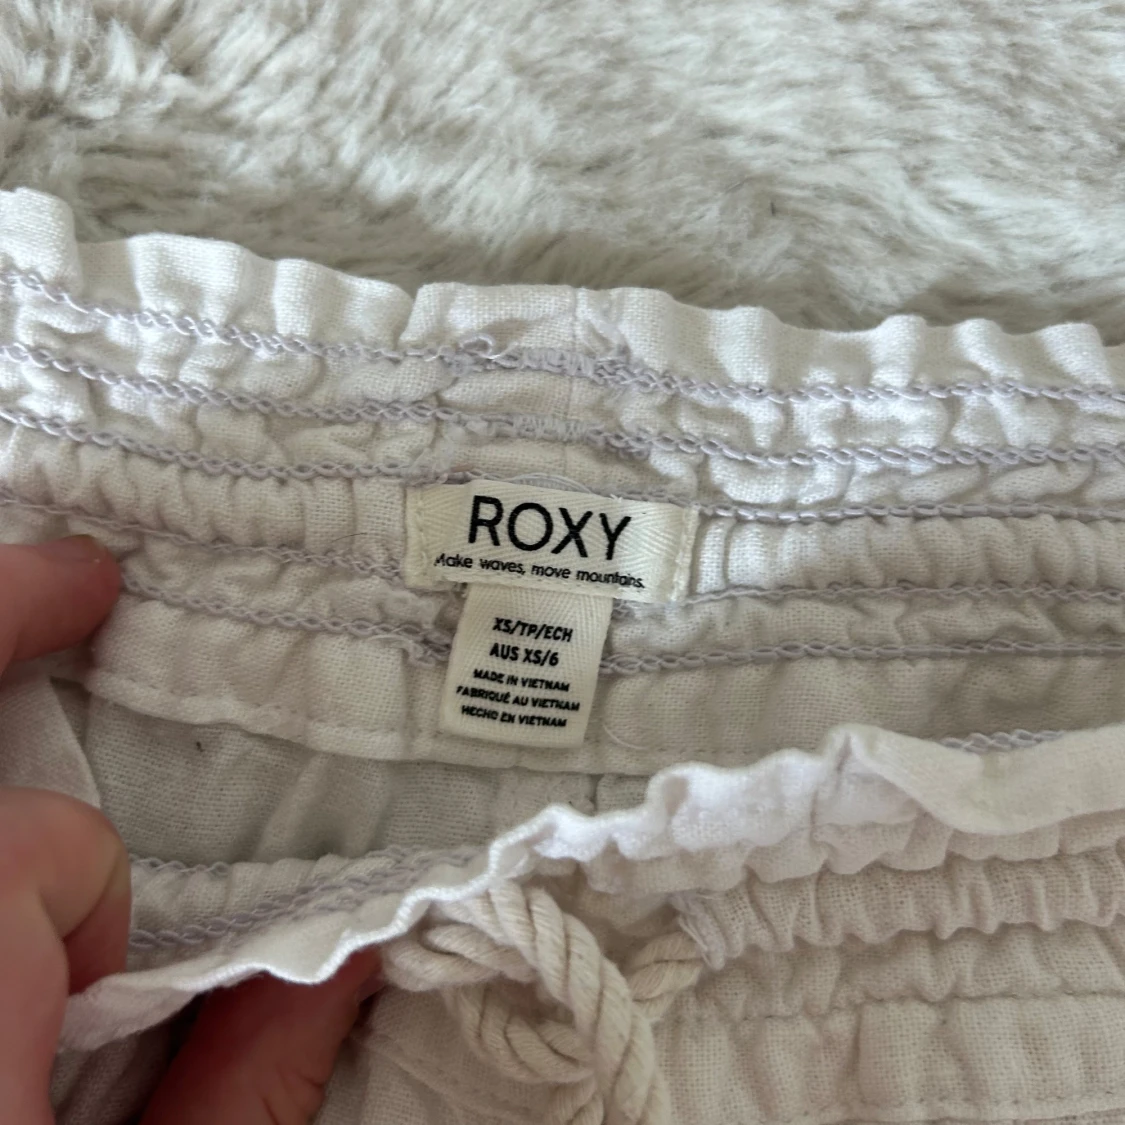 ROXY
Make waves, move mountains.
XS/TP/ECH
AUS XS/6
MADE IN VIETNAM
FABRIQUÉ AU VIETNAM
HECHO EN VIETNAM